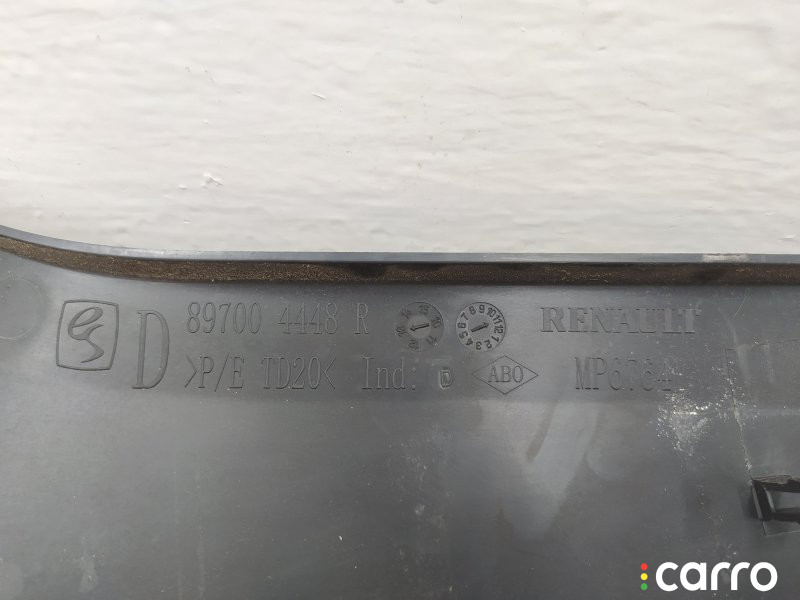 D 89700 4448 R RENAULT
>P/E TD20< Ind. ABO
carro